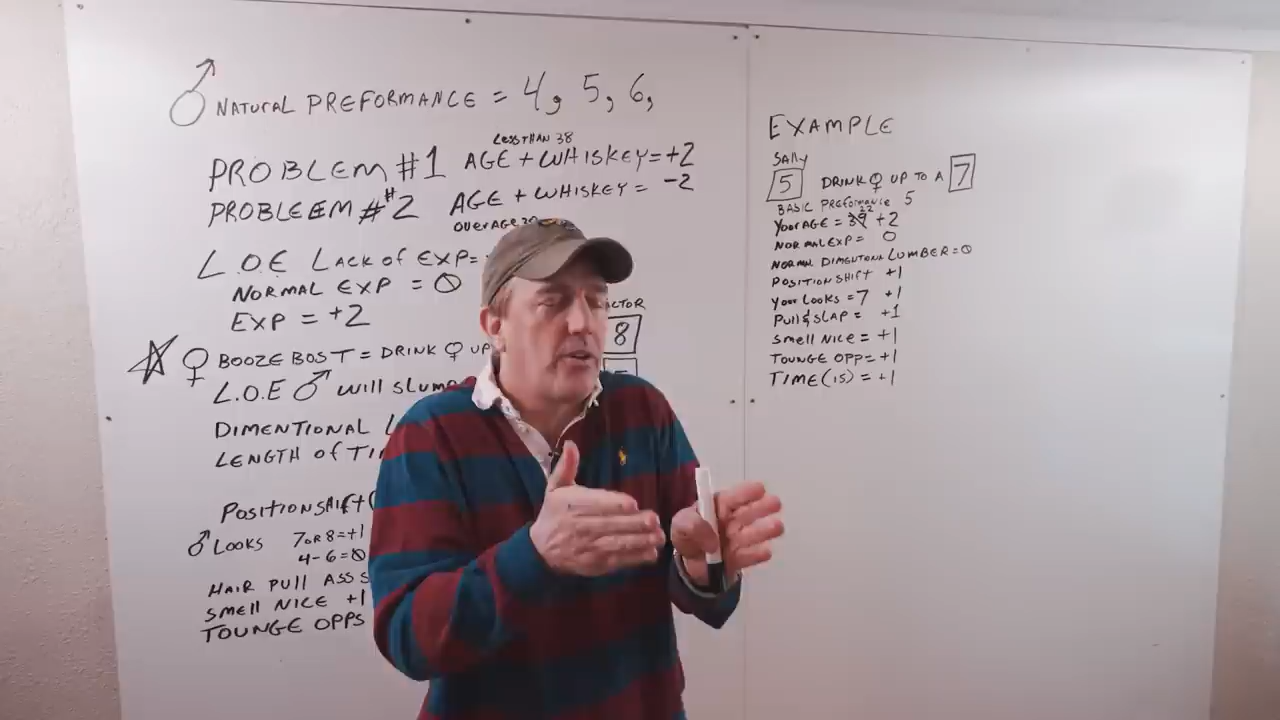 ♂ NATURAL PREFORMANCE = 4, 5, 6,
LESS THAN 38
PROBLEM #1 AGE + WHISKEY = +2
PROBLEEM #2 AGE + WHISKEY = -2
OVER AGE
L.O.E LACK OF EXP =
NORMAL EXP = 0
EXP = +2
8
♀ BOOZE BOST = DRINK ♀ UP
L.O.E ♂ WILL SLUMP
DIMENTIONAL L
LENGTH OF TI
POSITION SHIFT (
♂ LOOKS 7 OR 8 = +1
4-6 = 0
HAIR PULL ASS S
SMELL NICE +1
TOUNGE OPPS
EXAMPLE
SALLY
5 DRINK ♀ UP TO A 7
BASIC PREFORMANCE 5
22
YOUR AGE = 39 +2
NORMAL EXP = 0
NORMAL DIMENTIONAL LUMBER = 0
POSITION SHIFT +1
YOUR LOOKS = 7 +1
PULL & SLAP = +1
SMELL NICE = +1
TOUNGE OPP = +1
TIME (15) = +1